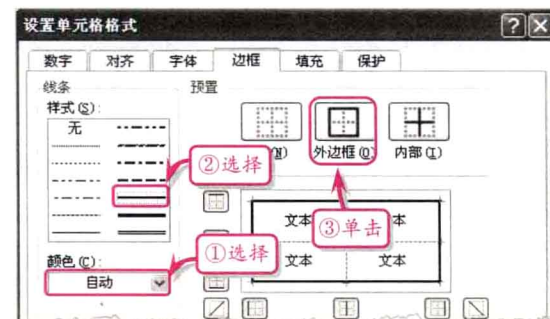 设置单元格格式
数字 对齐 字体 边框 填充 保护
线条
样式(S):
无
预置
(N) 外边框(O) 内部(I)
②选择
③单击
文本 本
①选择
文本 文本
颜色(C):
自动